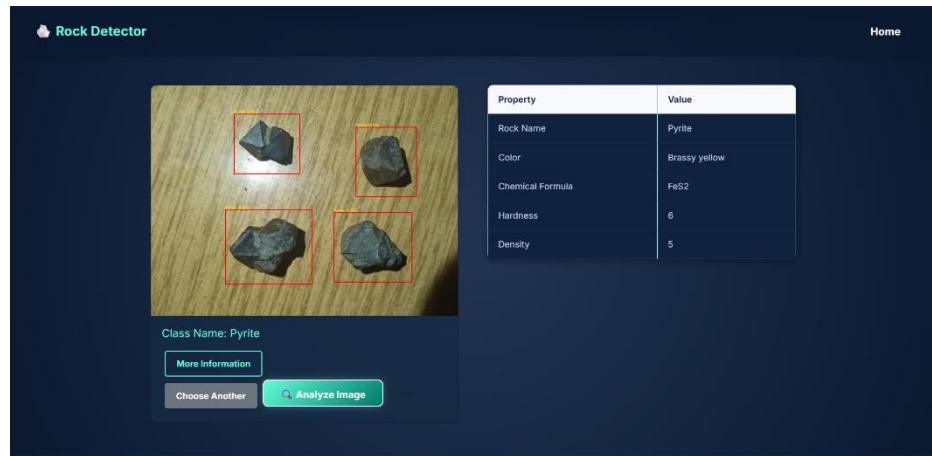 Rock Detector
Home
Property Value
Rock Name Pyrite
Color Brassy yellow
Chemical Formula FeS2
Hardness 6
Density 5
Class Name: Pyrite
More Information
Choose Another
Analyze Image